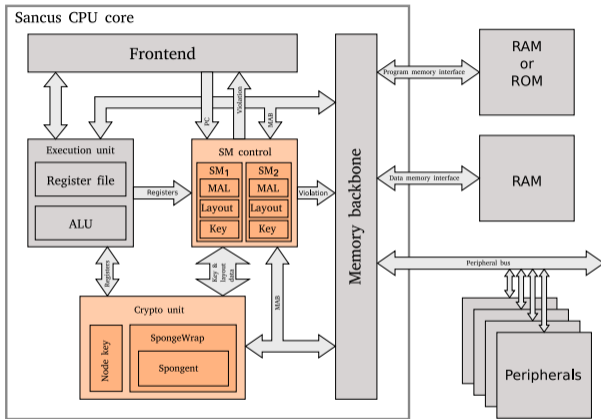 Sancus CPU core
Frontend
PC
Violation
MAB
Execution unit
Register file
ALU
Registers
SM control
SM1
MAL
Layout
Key
SM2
MAL
Layout
Key
Violation
Registers
Key &
layout
data
MAB
Crypto unit
Node key
SpongeWrap
Spongent
Memory backbone
Program memory interface
RAM
or
ROM
Data memory interface
RAM
Peripheral bus
Peripherals